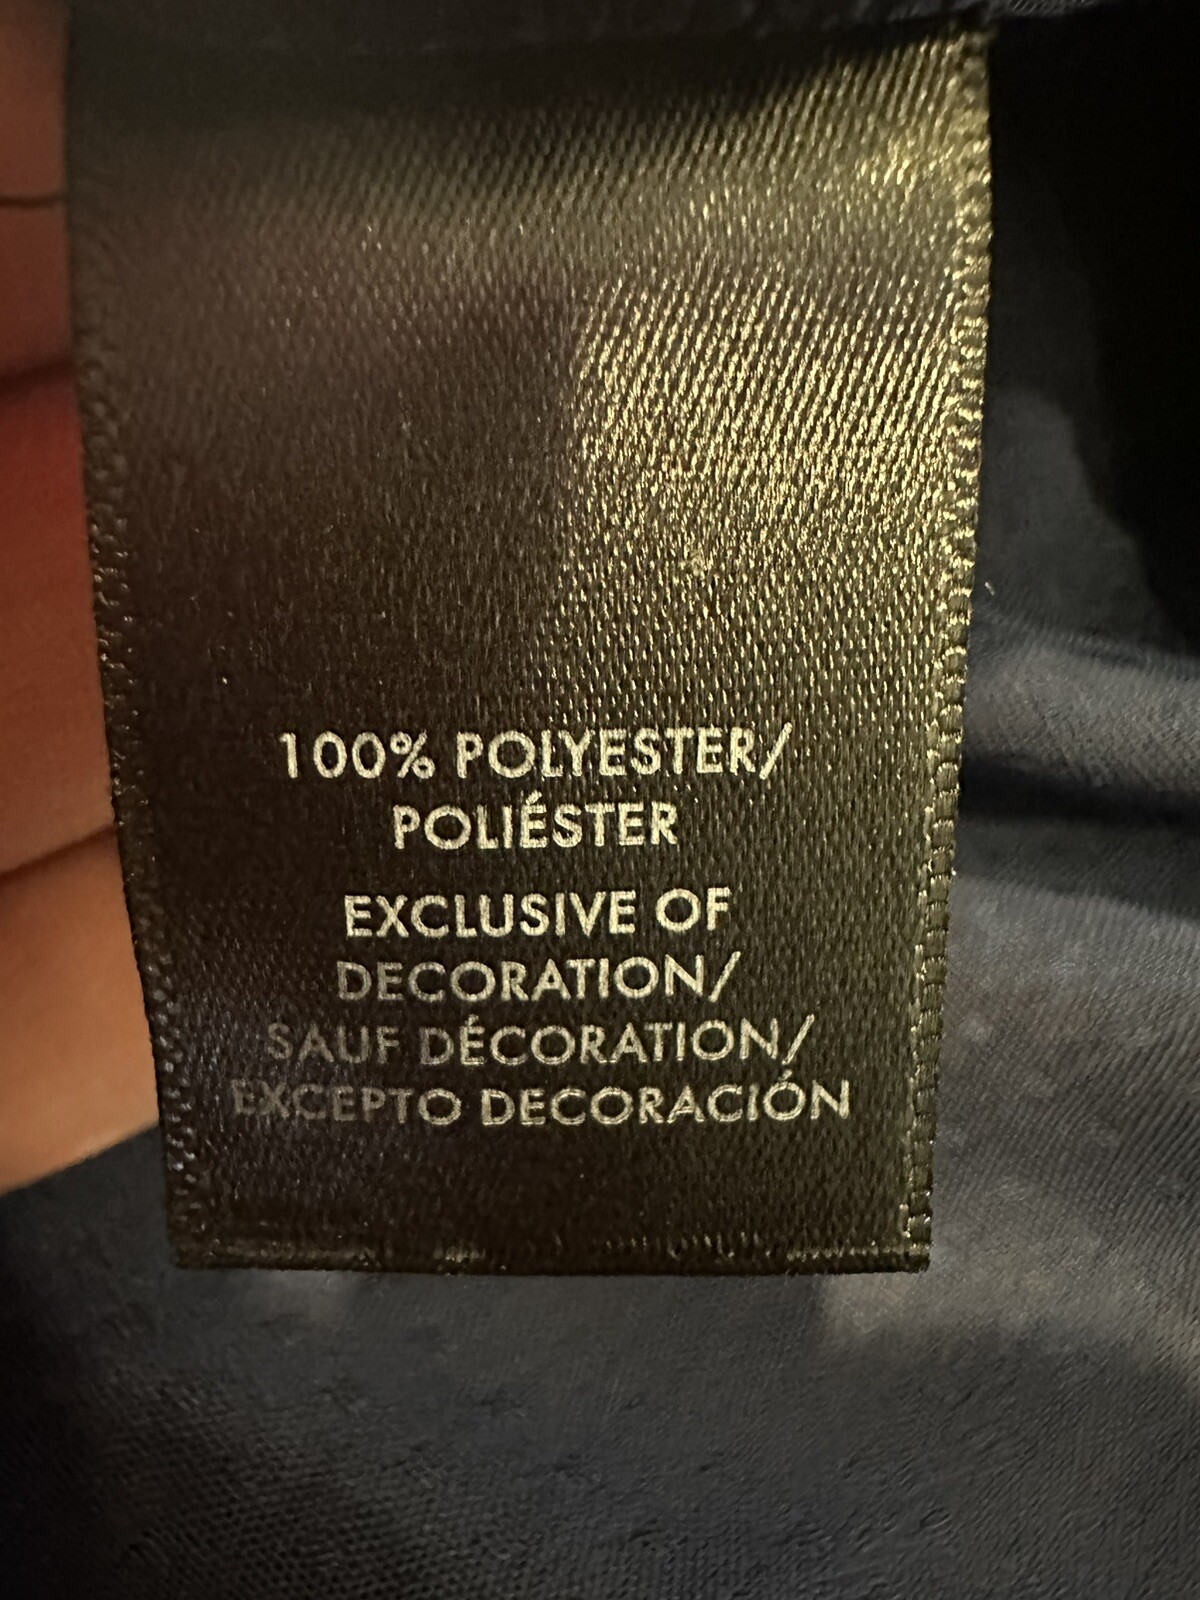 100% POLYESTER/
POLIÉSTER
EXCLUSIVE OF
DECORATION/
SAUF DÉCORATION/
EXCEPTO DECORACIÓN